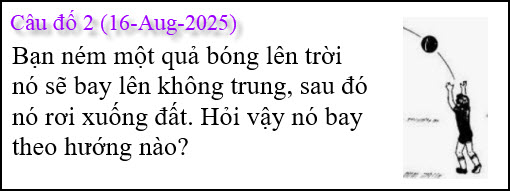 Câu đố 2 (16-Aug-2025)
Bạn ném một quả bóng lên trời
nó sẽ bay lên không trung, sau đó
nó rơi xuống đất. Hỏi vậy nó bay
theo hướng nào?